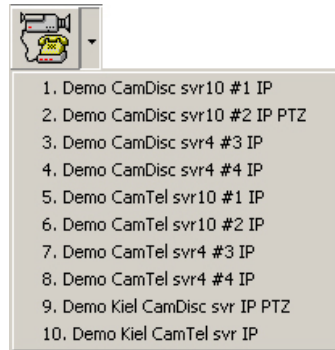 1. Demo CamDisc svr10 #1 IP
2. Demo CamDisc svr10 #2 IP PTZ
3. Demo CamDisc svr4 #3 IP
4. Demo CamDisc svr4 #4 IP
5. Demo CamTel svr10 #1 IP
6. Demo CamTel svr10 #2 IP
7. Demo CamTel svr4 #3 IP
8. Demo CamTel svr4 #4 IP
9. Demo Kiel CamDisc svr IP PTZ
10. Demo Kiel CamTel svr IP